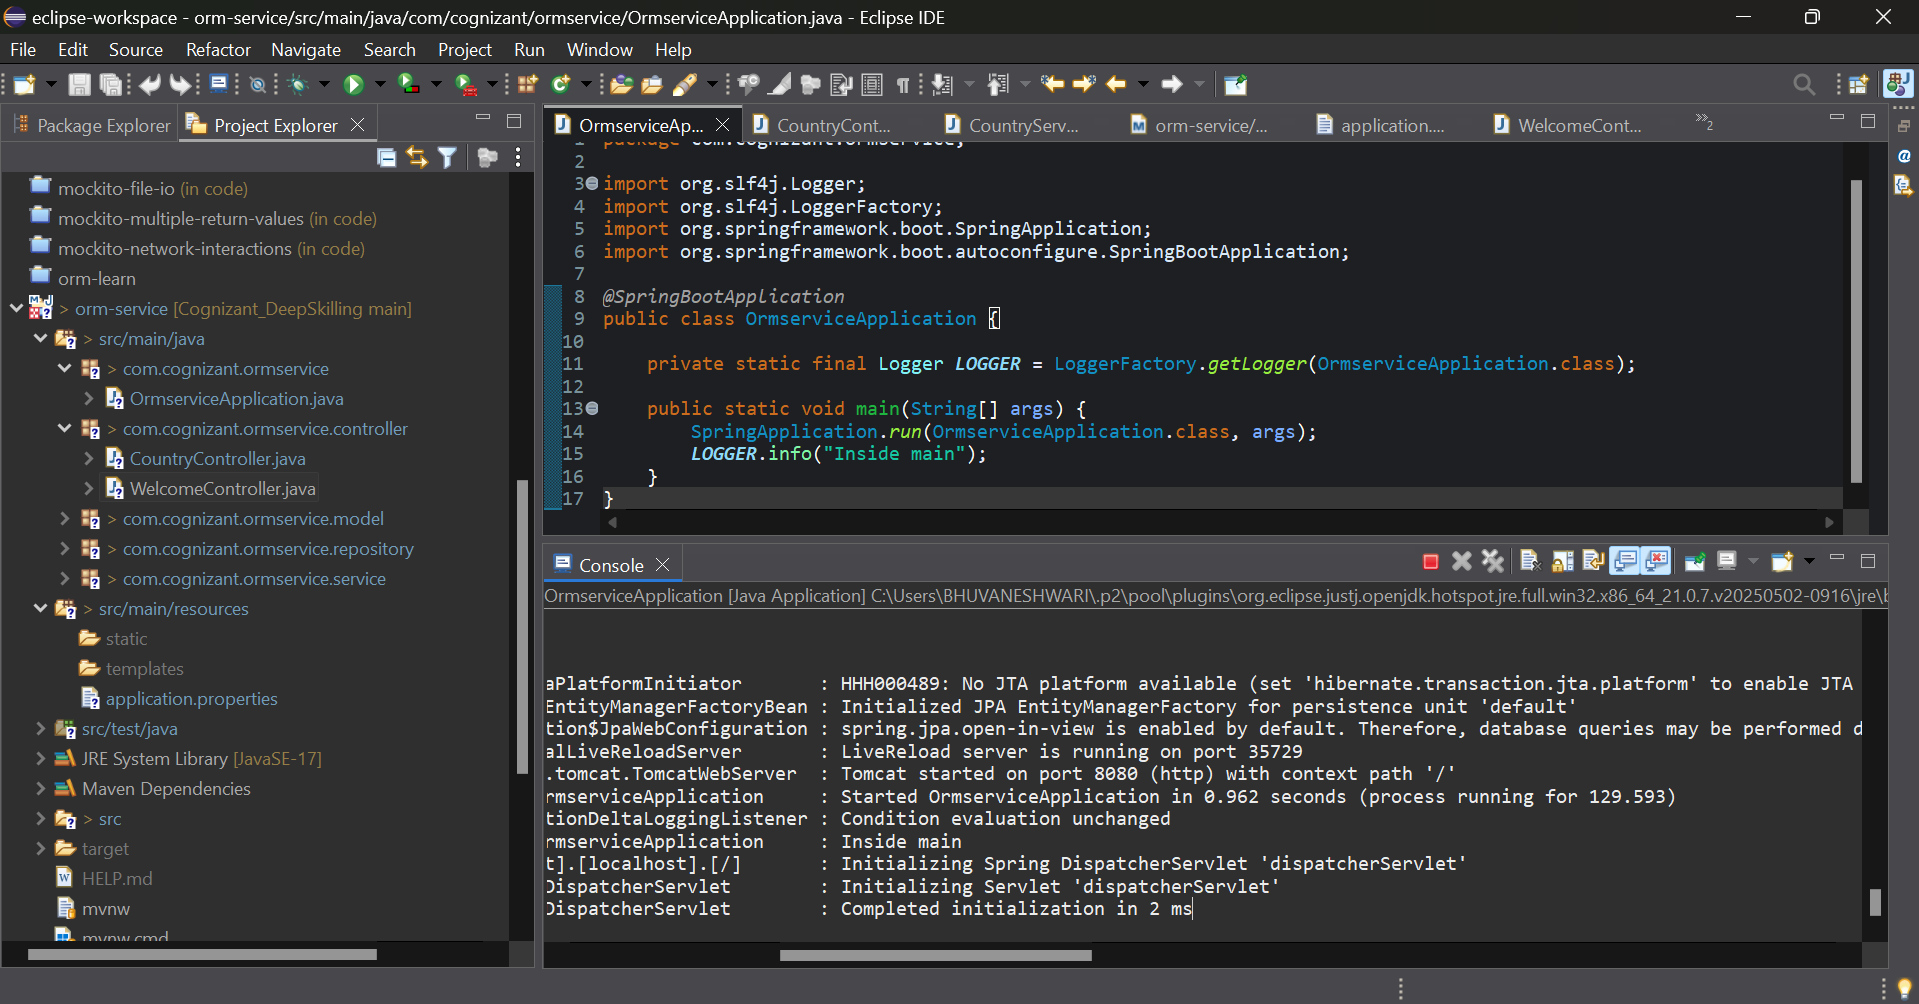 eclipse-workspace - orm-service/src/main/java/com/cognizant/ormservice/OrmserviceApplication.java - Eclipse IDE
File Edit Source Refactor Navigate Search Project Run Window Help
Package Explorer
Project Explorer
mockito-file-io (in code)
mockito-multiple-return-values (in code)
mockito-network-interactions (in code)
orm-learn
> orm-service [Cognizant_DeepSkilling main]
> src/main/java
> com.cognizant.ormservice
OrmserviceApplication.java
> com.cognizant.ormservice.controller
CountryController.java
WelcomeController.java
> com.cognizant.ormservice.model
> com.cognizant.ormservice.repository
> com.cognizant.ormservice.service
> src/main/resources
static
templates
application.properties
src/test/java
JRE System Library [JavaSE-17]
Maven Dependencies
> src
target
HELP.md
mvnw
mvnw.cmd
OrmserviceAp... CountryCont... CountryServ... orm-service/... application.... WelcomeCont... »2
1 package com.cognizant.ormservice;
2
3 import org.slf4j.Logger;
4 import org.slf4j.LoggerFactory;
5 import org.springframework.boot.SpringApplication;
6 import org.springframework.boot.autoconfigure.SpringBootApplication;
7
8 @SpringBootApplication
9 public class OrmserviceApplication {
10
11 private static final Logger LOGGER = LoggerFactory.getLogger(OrmserviceApplication.class);
12
13 public static void main(String[] args) {
14 SpringApplication.run(OrmserviceApplication.class, args);
15 LOGGER.info("Inside main");
16 }
17 }
Console
OrmserviceApplication [Java Application] C:\Users\BHUVANESHWARI\.p2\pool\plugins\org.eclipse.justj.openjdk.hotspot.jre.full.win32.x86_64_21.0.7.v20250502-0916\jre\b
aPlatformInitiator : HHH000489: No JTA platform available (set 'hibernate.transaction.jta.platform' to enable JTA
EntityManagerFactoryBean : Initialized JPA EntityManagerFactory for persistence unit 'default'
tion$JpaWebConfiguration : spring.jpa.open-in-view is enabled by default. Therefore, database queries may be performed d
alLiveReloadServer : LiveReload server is running on port 35729
.tomcat.TomcatWebServer : Tomcat started on port 8080 (http) with context path '/'
rmserviceApplication : Started OrmserviceApplication in 0.962 seconds (process running for 129.593)
tionDeltaLoggingListener : Condition evaluation unchanged
rmserviceApplication : Inside main
t].[localhost].[/] : Initializing Spring DispatcherServlet 'dispatcherServlet'
DispatcherServlet : Initializing Servlet 'dispatcherServlet'
DispatcherServlet : Completed initialization in 2 ms